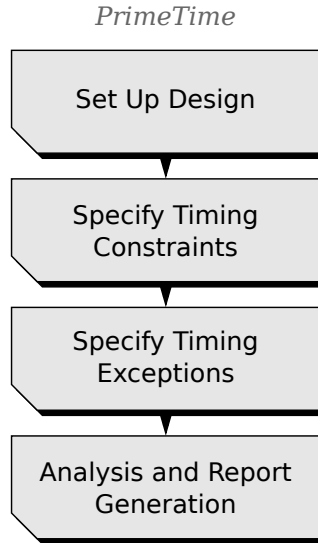 PrimeTime
Set Up Design
Specify Timing
Constraints
Specify Timing
Exceptions
Analysis and Report
Generation